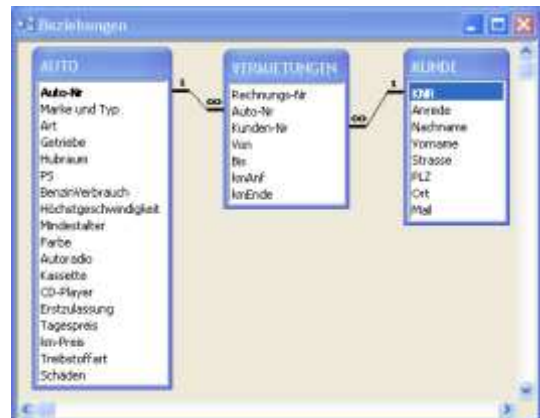 Beziehungen
AUTO
Auto-Nr
Marke und Typ
Art
Getriebe
Hubraum
PS
BenzinVerbrauch
Höchstgeschwindigkeit
Mindestalter
Farbe
Autoradio
Kassette
CD-Player
Erstzulassung
Tagespreis
km-Preis
Treibstoffart
Schäden
1
∞
VERMIETUNGEN
Rechnungs-Nr
Auto-Nr
Kunden-Nr
Von
Bis
kmAnf
kmEnde
∞
1
KUNDE
KNR
Anrede
Nachname
Vorname
Strasse
PLZ
Ort
Mail